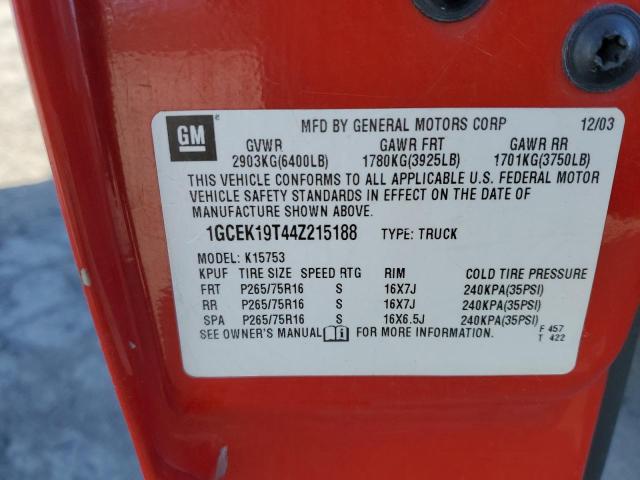 GM
MFD BY GENERAL MOTORS CORP 12/03
GVWR GAWR FRT GAWR RR
2903KG(6400LB) 1780KG(3925LB) 1701KG(3750LB)
THIS VEHICLE CONFORMS TO ALL APPLICABLE U.S. FEDERAL MOTOR
VEHICLE SAFETY STANDARDS IN EFFECT ON THE DATE OF
MANUFACTURE SHOWN ABOVE.
1GCEK19T44Z215188 TYPE: TRUCK
MODEL: K15753
KPUF TIRE SIZE SPEED RTG RIM COLD TIRE PRESSURE
FRT P265/75R16 S 16X7J 240KPA(35PSI)
RR P265/75R16 S 16X7J 240KPA(35PSI)
SPA P265/75R16 S 16X6.5J 240KPA(35PSI)
SEE OWNER'S MANUAL FOR MORE INFORMATION.
F 457
T 422